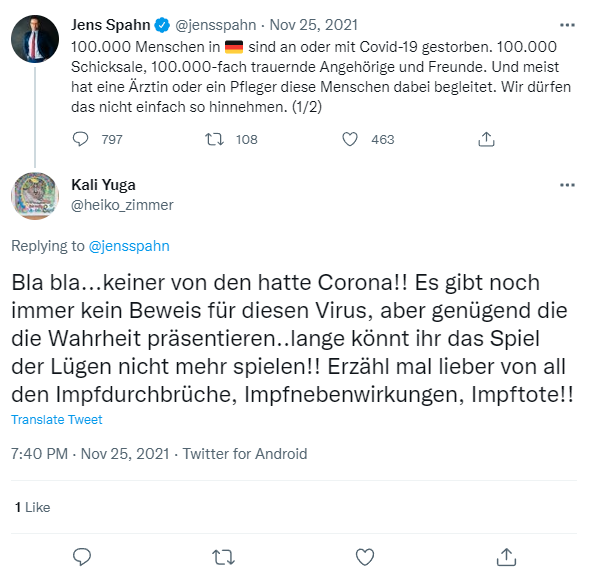 Jens Spahn @jensspahn · Nov 25, 2021
100.000 Menschen in 🇩🇪 sind an oder mit Covid-19 gestorben. 100.000
Schicksale, 100.000-fach trauernde Angehörige und Freunde. Und meist
hat eine Ärztin oder ein Pfleger diese Menschen dabei begleitet. Wir dürfen
das nicht einfach so hinnehmen. (1/2)
797 108 463
Kali Yuga
@heiko_zimmer
Replying to @jensspahn
Bla bla...keiner von den hatte Corona!! Es gibt noch
immer kein Beweis für diesen Virus, aber genügend die
die Wahrheit präsentieren..lange könnt ihr das Spiel
der Lügen nicht mehr spielen!! Erzähl mal lieber von all
den Impfdurchbrüche, Impfnebenwirkungen, Impftote!!
Translate Tweet
7:40 PM · Nov 25, 2021 · Twitter for Android
1 Like